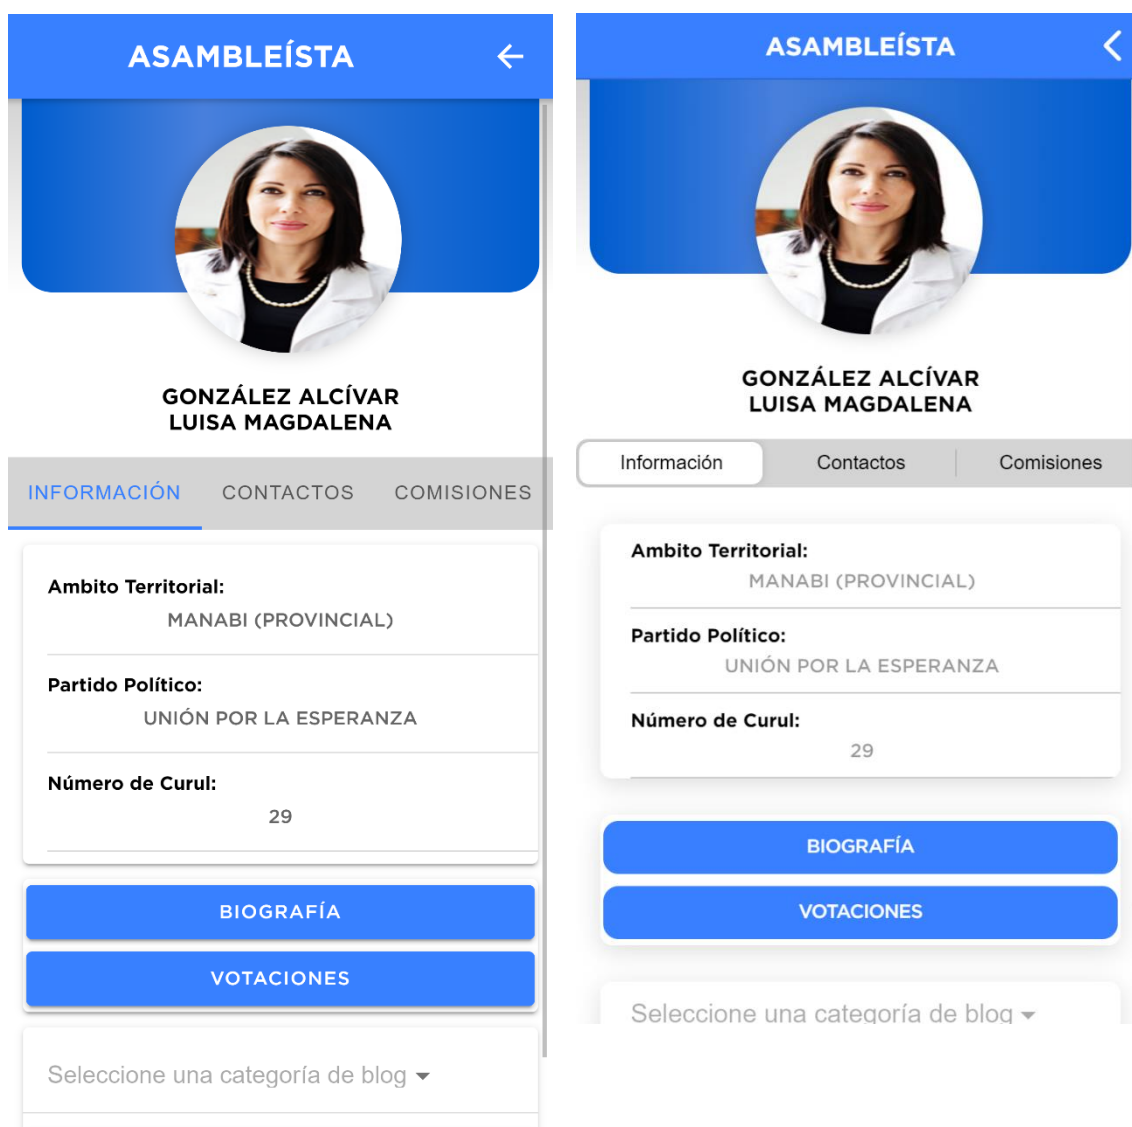 ASAMBLEÍSTA
GONZÁLEZ ALCÍVAR
LUISA MAGDALENA
INFORMACIÓN CONTACTOS COMISIONES
Ambito Territorial:
MANABI (PROVINCIAL)
Partido Político:
UNIÓN POR LA ESPERANZA
Número de Curul:
29
BIOGRAFÍA
VOTACIONES
Seleccione una categoría de blog
ASAMBLEÍSTA
GONZÁLEZ ALCÍVAR
LUISA MAGDALENA
Información Contactos Comisiones
Ambito Territorial:
MANABI (PROVINCIAL)
Partido Político:
UNIÓN POR LA ESPERANZA
Número de Curul:
29
BIOGRAFÍA
VOTACIONES
Seleccione una categoría de blog